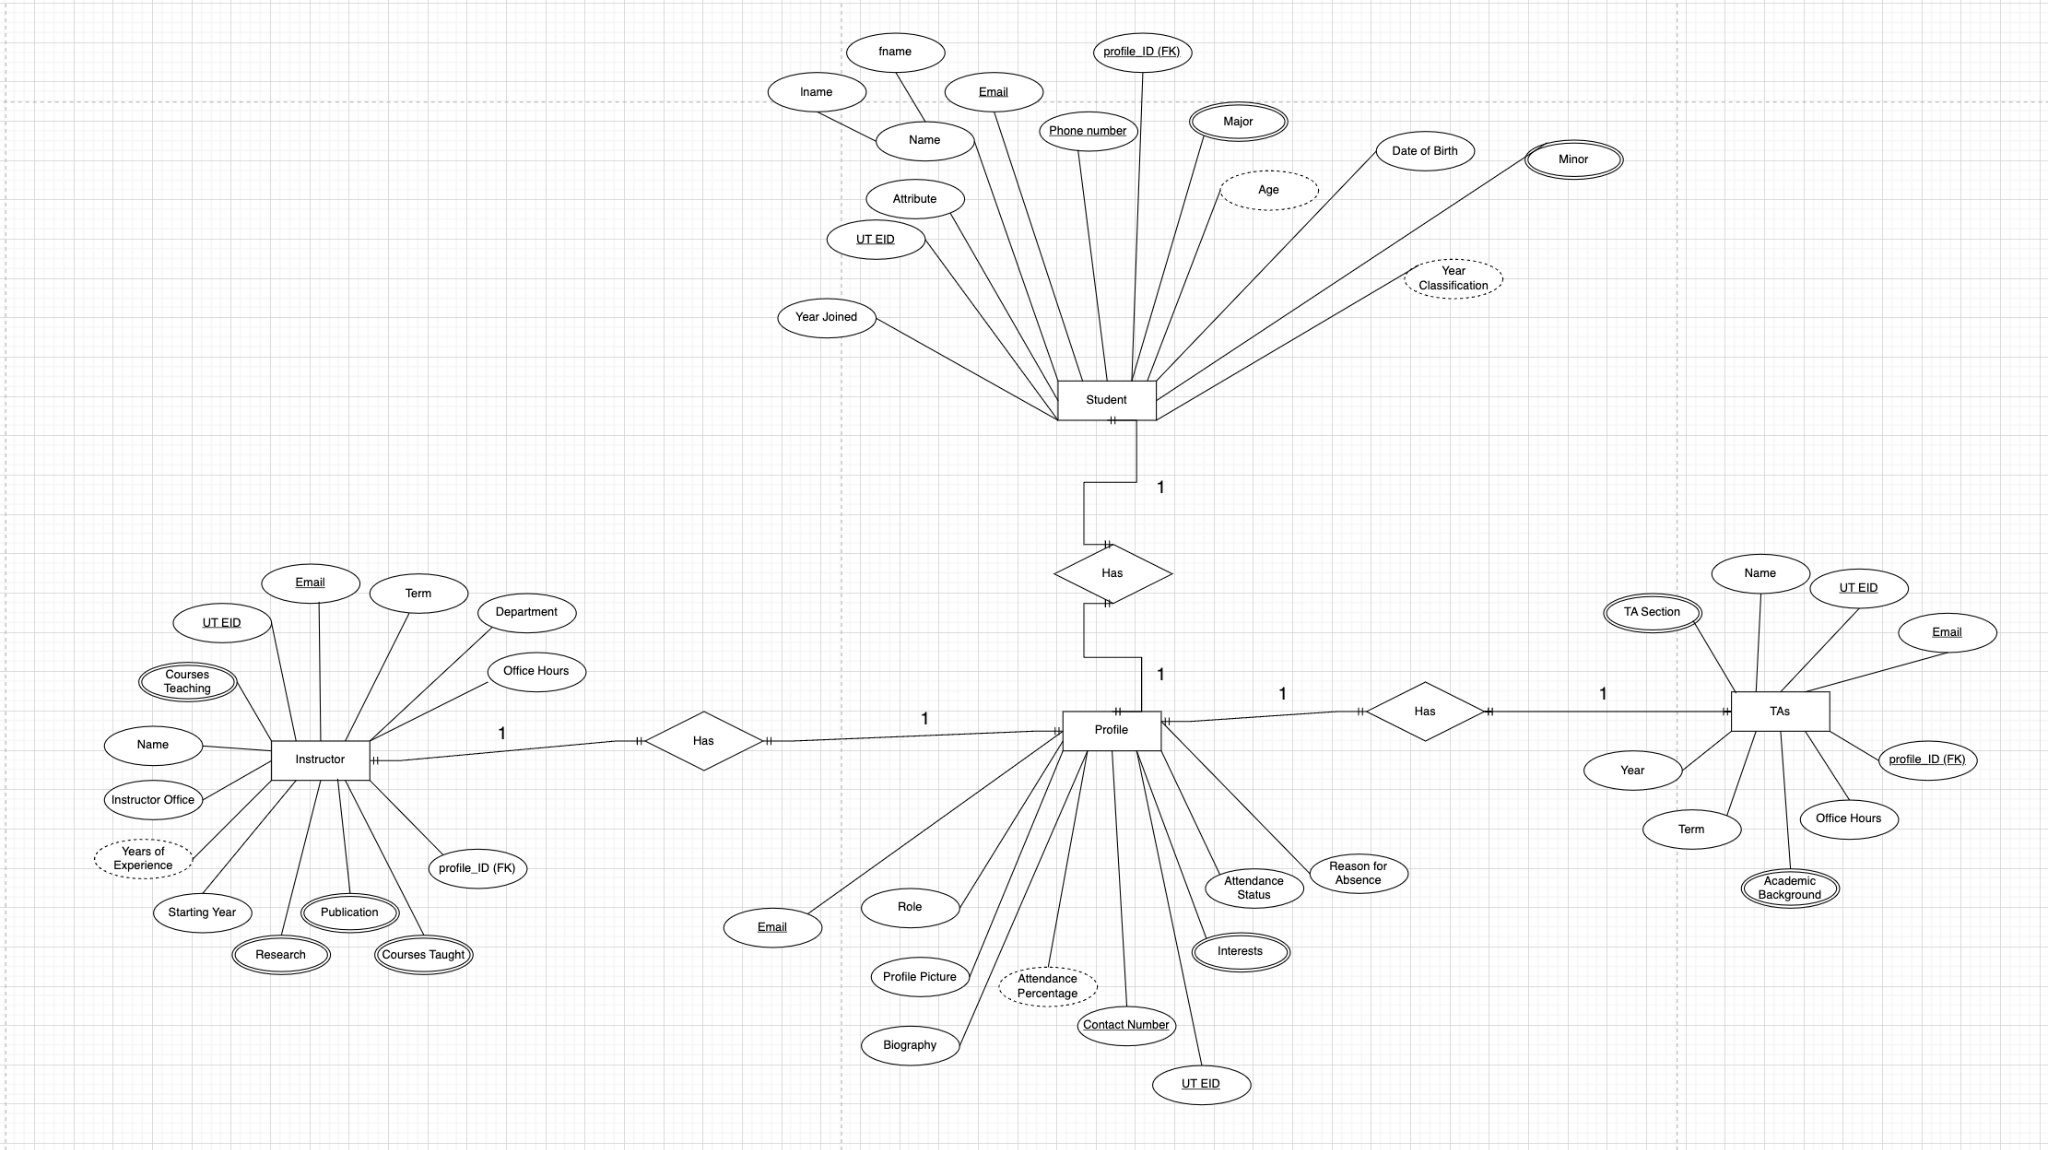 fname
profile_ID (FK)
lname
Email
Major
Phone number
Name
Date of Birth
Minor
Age
Attribute
UT EID
Year
Classification
Year Joined
Student
1
Has
Name
Email
UT EID
Term
TA Section
Department
UT EID
Email
Office Hours
Courses
Teaching
1
1
1
1
1
Has
Has
Profile
TAs
Name
Instructor
profile_ID (FK)
Year
Instructor Office
Office Hours
Term
Years of
Experience
profile_ID (FK)
Reason for
Absence
Attendance
Status
Academic
Background
Starting Year
Publication
Role
Email
Research
Courses Taught
Interests
Profile Picture
Attendance
Percentage
Contact Number
Biography
UT EID